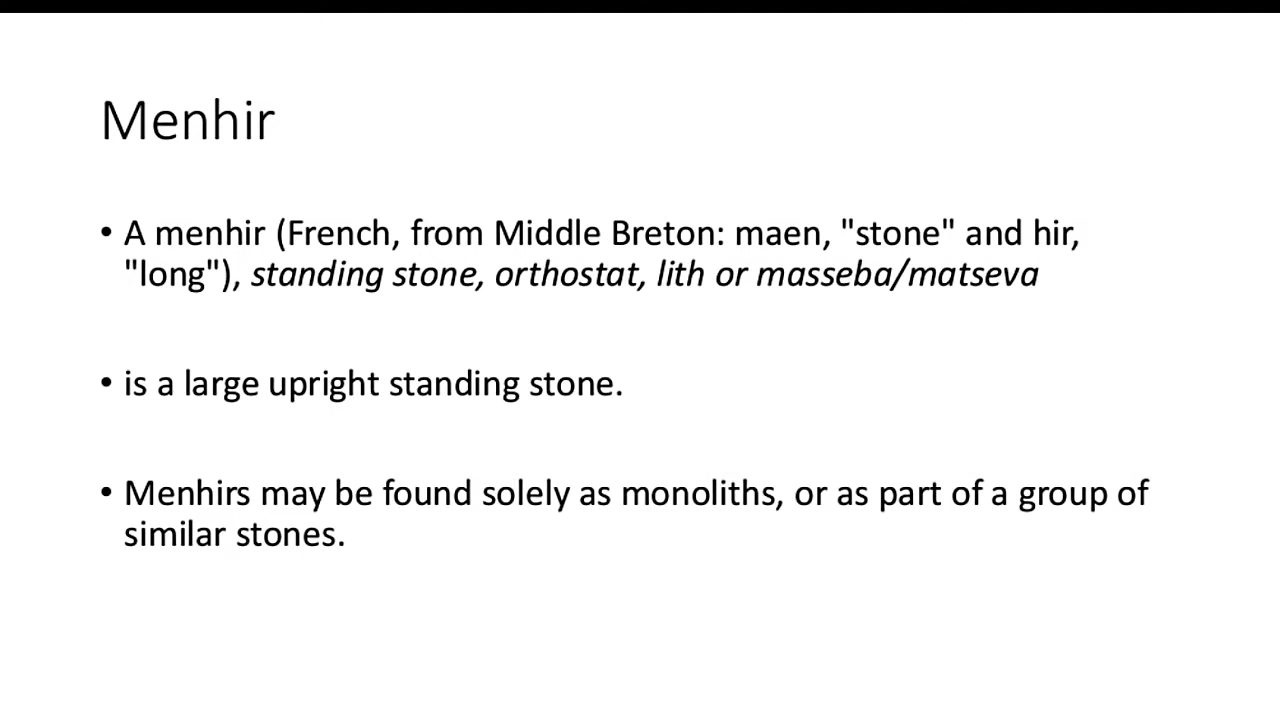 Menhir
• A menhir (French, from Middle Breton: maen, "stone" and hir,
"long"), standing stone, orthostat, lith or masseba/matseva
• is a large upright standing stone.
• Menhirs may be found solely as monoliths, or as part of a group of
similar stones.